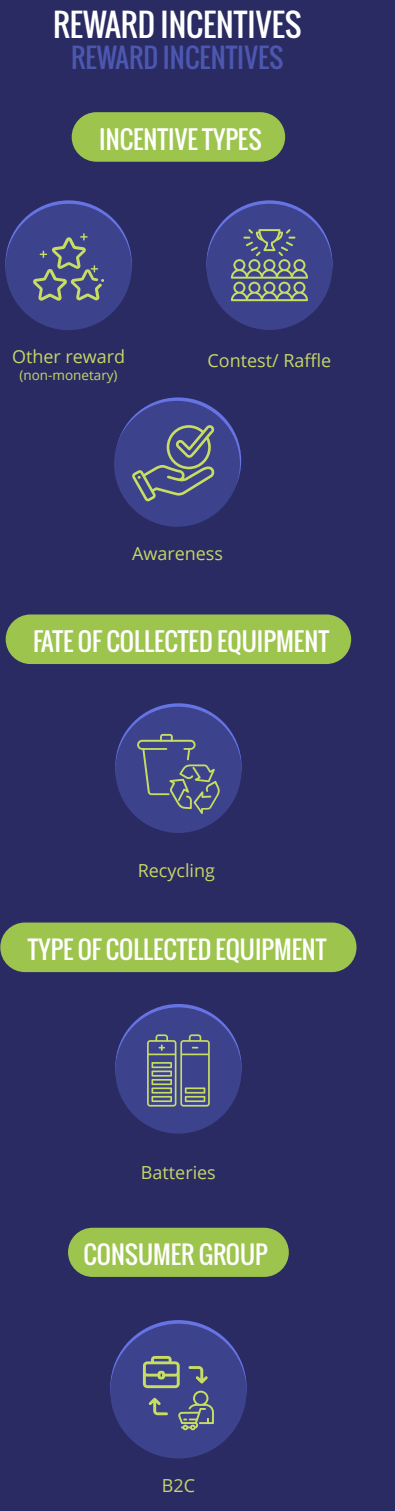 REWARD INCENTIVES
REWARD INCENTIVES
INCENTIVE TYPES
Other reward
(non-monetary)
Contest/ Raffle
Awareness
FATE OF COLLECTED EQUIPMENT
Recycling
TYPE OF COLLECTED EQUIPMENT
Batteries
CONSUMER GROUP
B2C